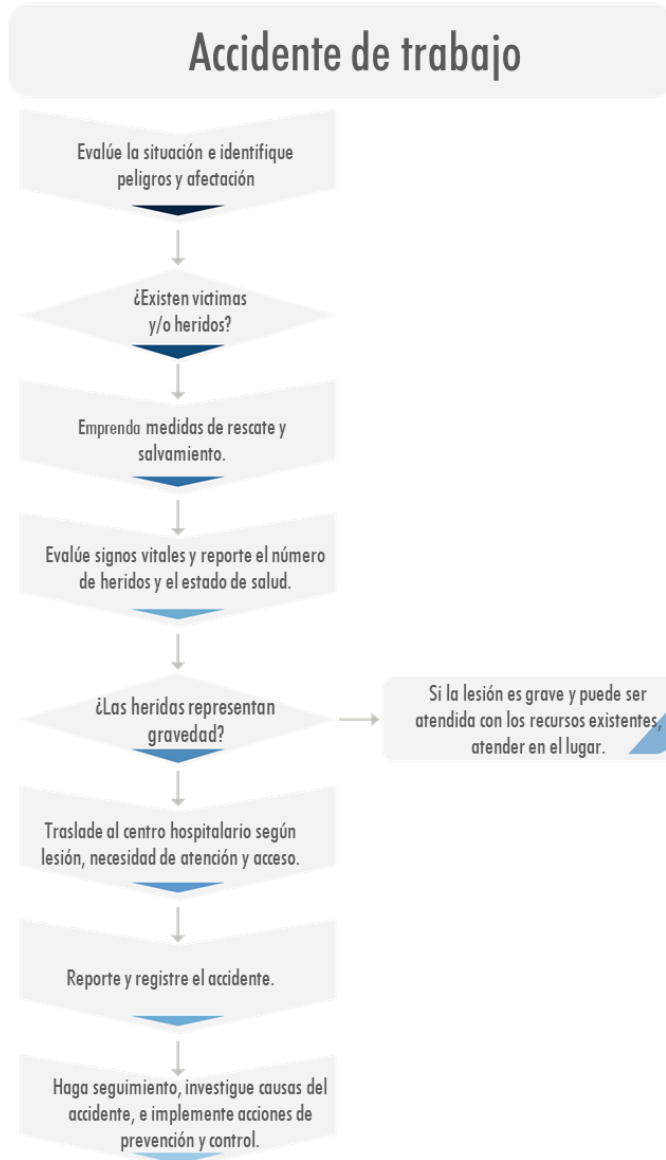 Accidente de trabajo
Evalúe la situación e identifique
peligros y afectación
¿Existen victimas
y/o heridos?
Emprenda medidas de rescate y
salvamiento.
Evalúe signos vitales y reporte el número
de heridos y el estado de salud.
¿Las heridas representan
gravedad?
Si la lesión es grave y puede ser
atendida con los recursos existentes,
atender en el lugar.
Traslade al centro hospitalario según
lesión, necesidad de atención y acceso.
Reporte y registre el accidente.
Haga seguimiento, investigue causas del
accidente, e implemente acciones de
prevención y control.